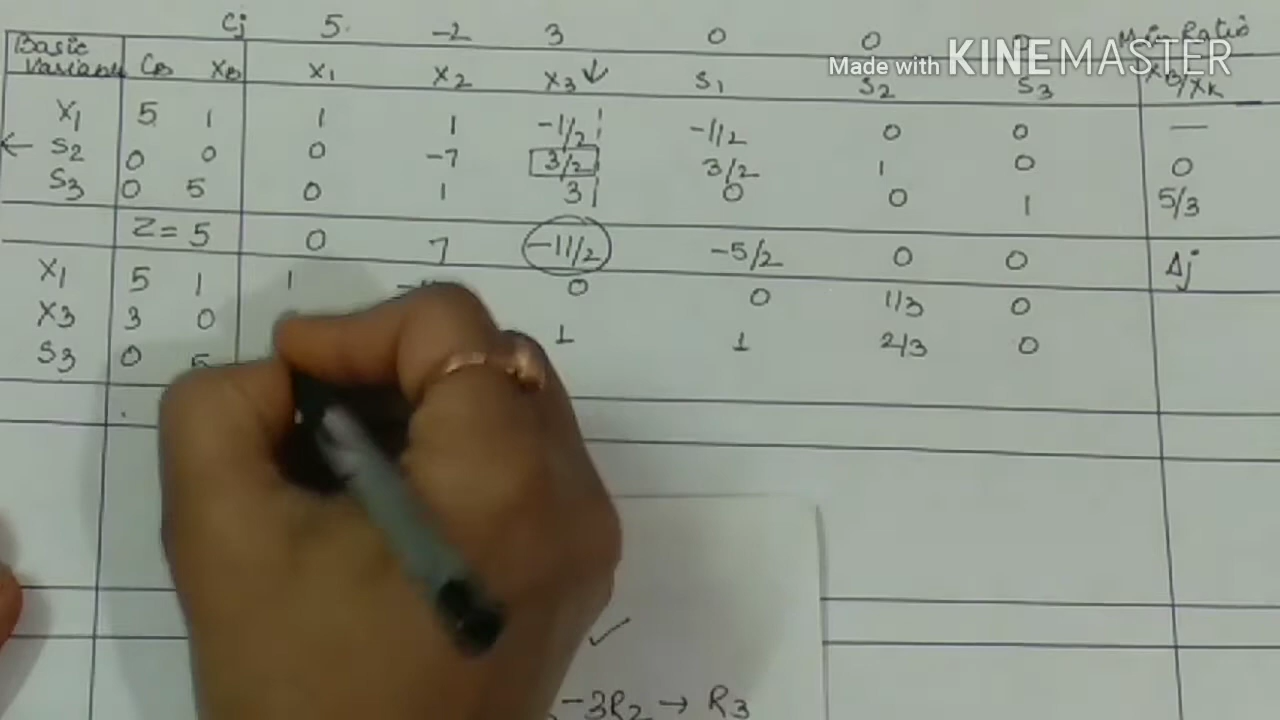 Cj 5 -2 3 0 0 0 Min Ratio
Basic Variable CB XB X1 X2 X3 ↓ S1 S2 S3 XB/XK
Made with KINEMASTER
X1 5 1 1 1 -1/2 -1/2 0 0 —
← S2 0 0 0 -7 3/2 3/2 1 0 0
S3 0 5 0 1 3 0 0 1 5/3
Z = 5 0 7 -11/2 -5/2 0 0 Δj
X1 5 1 1 0 0 1/3 0
X3 3 0 1 1 2/3 0
S3 0 5
✓
-3R2 → R3